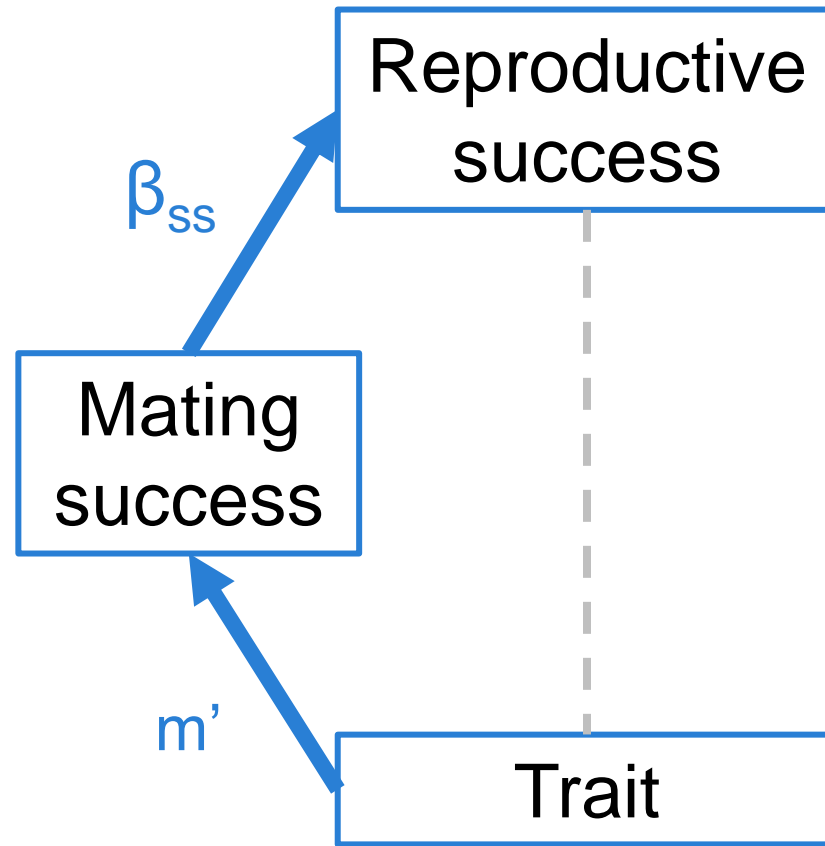 Reproductive
success
βss
Mating
success
m’
Trait